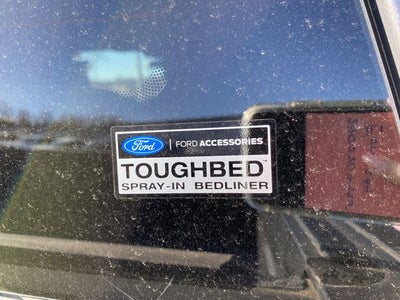 Ford | FORD ACCESSORIES
TOUGHBED™
SPRAY-IN BEDLINER